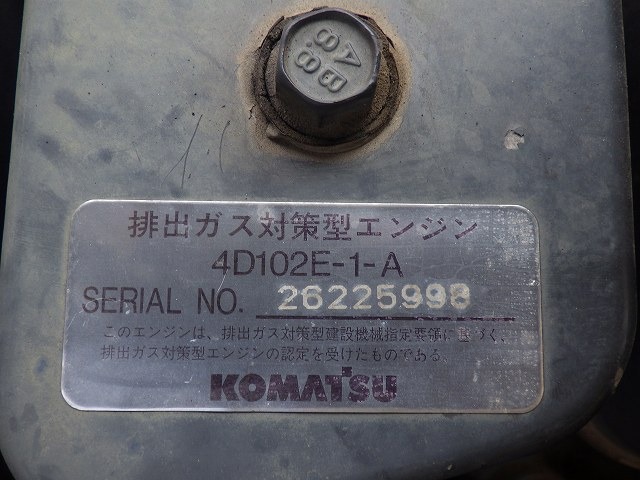 8.8
BVA
排出ガス対策型エンジン
4D102E-1-A
SERIAL NO. 26225998
このエンジンは、排出ガス対策型建設機械指定要領に基づく、
排出ガス対策型エンジンの認定を受けたものである。
KOMATSU